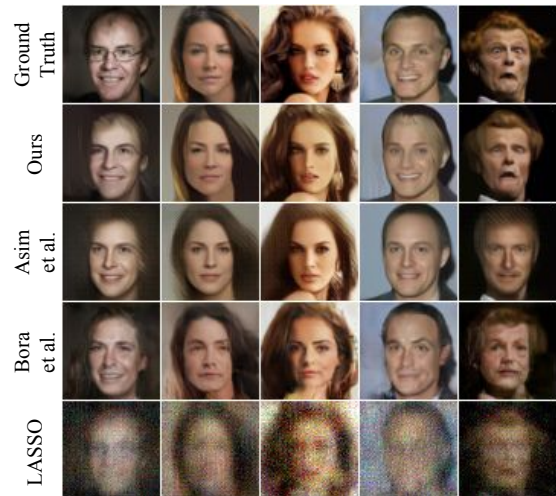 Ground
Truth
Ours
Asim
et al.
Bora
et al.
LASSO